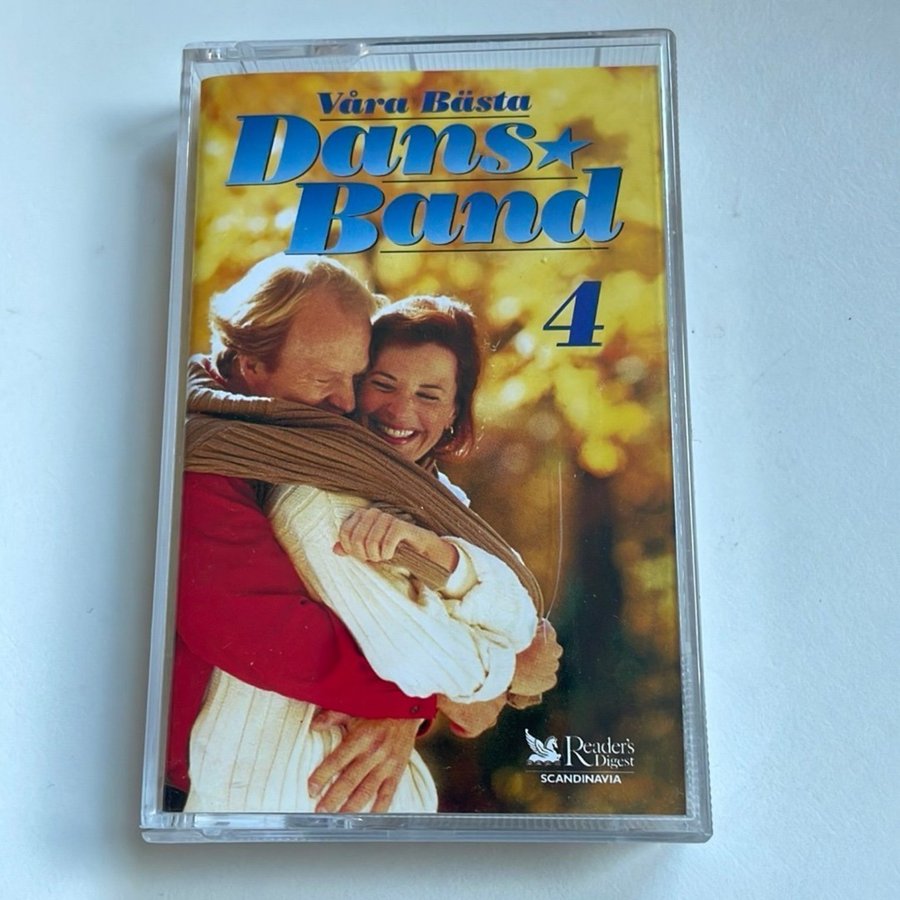 Våra Bästa
Dans★
Band
4
Reader's
Digest
SCANDINAVIA